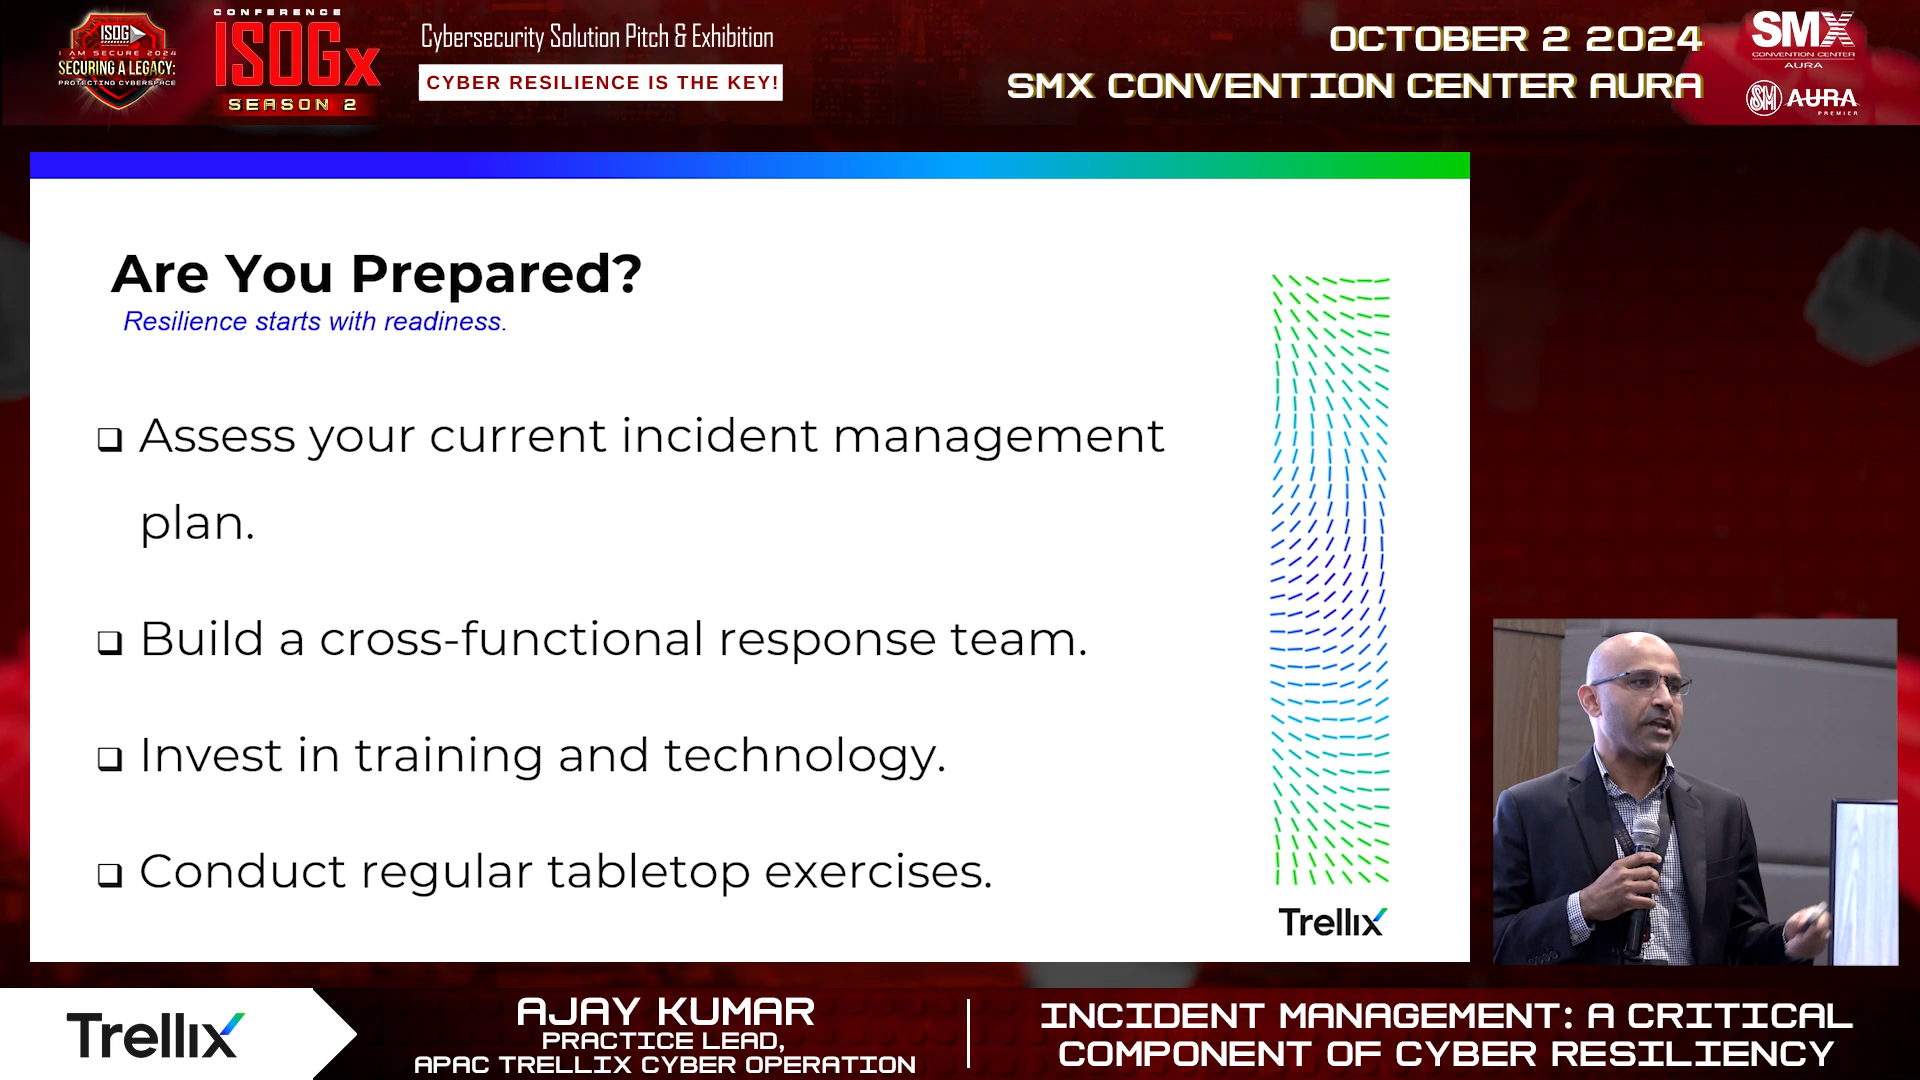 ISOG
I AM SECURE 2024
SECURING A LEGACY:
PROTECTING CYBERSPACE
CONFERENCE
ISOGx
SEASON 2
Cybersecurity Solution Pitch & Exhibition
CYBER RESILIENCE IS THE KEY!
OCTOBER 2 2024
SMX CONVENTION CENTER AURA
SMX
CONVENTION CENTER
AURA
SM AURA
PREMIER
Are You Prepared?
Resilience starts with readiness.
❑ Assess your current incident management
plan.
❑ Build a cross-functional response team.
❑ Invest in training and technology.
❑ Conduct regular tabletop exercises.
Trellix
Trellix
AJAY KUMAR
PRACTICE LEAD,
APAC TRELLIX CYBER OPERATION
INCIDENT MANAGEMENT: A CRITICAL
COMPONENT OF CYBER RESILIENCY